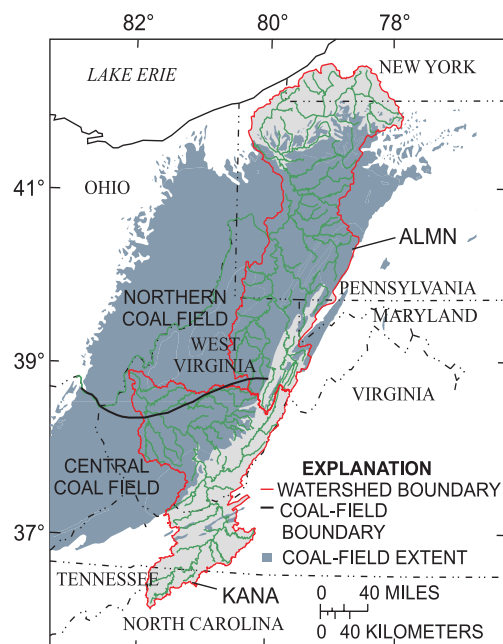 82° 80° 78°
LAKE ERIE
NEW YORK
41°
OHIO
ALMN
PENNSYLVANIA
NORTHERN
COAL FIELD
MARYLAND
WEST
VIRGINIA
39°
VIRGINIA
CENTRAL
COAL FIELD
EXPLANATION
WATERSHED BOUNDARY
COAL-FIELD
BOUNDARY
COAL-FIELD EXTENT
37°
TENNESSEE
KANA
0 40 MILES
0 40 KILOMETERS
NORTH CAROLINA